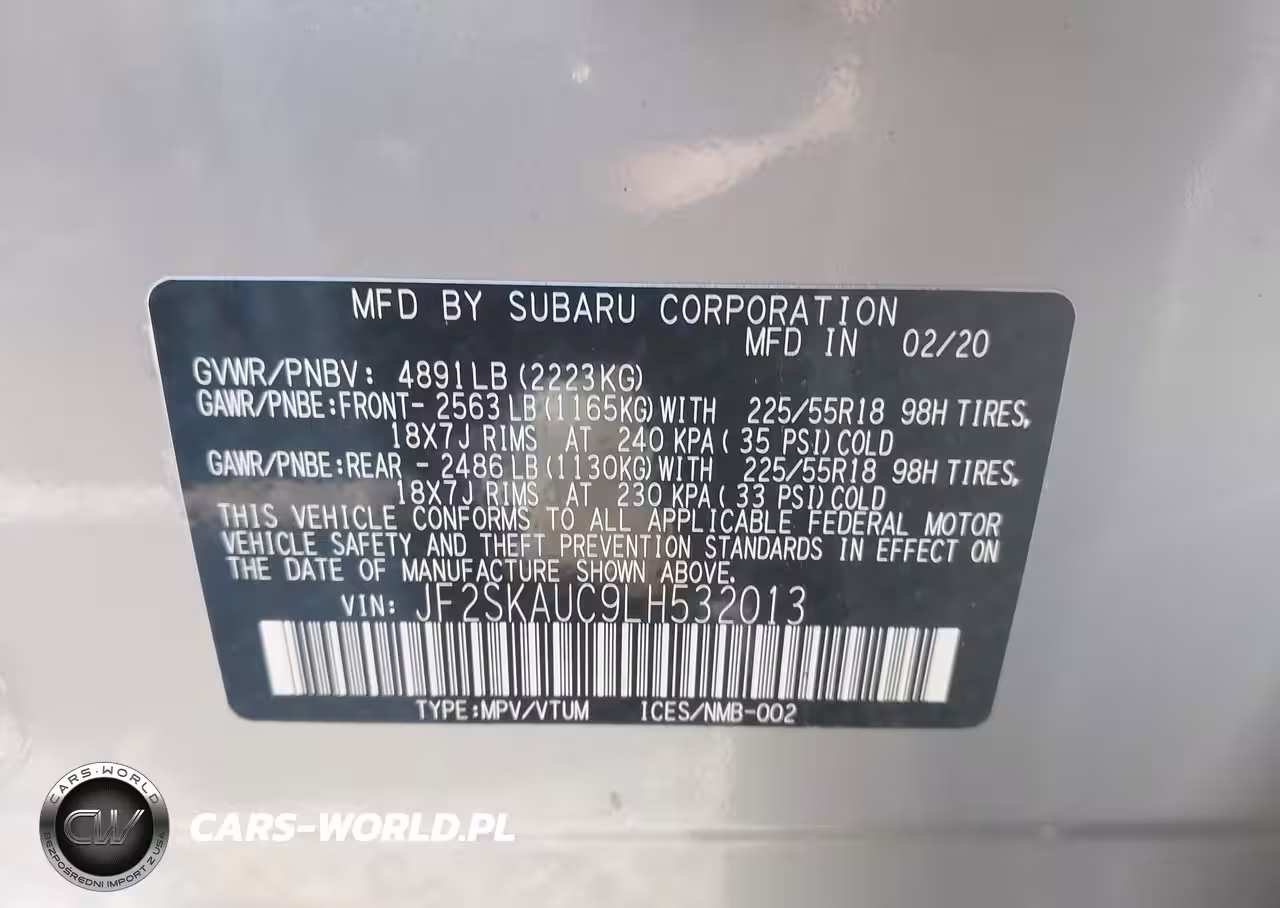 MFD BY SUBARU CORPORATION
MFD IN 02/20
GVWR/PNBV: 4891LB (2223KG)
GAWR/PNBE:FRONT- 2563 LB (1165KG) WITH 225/55R18 98H TIRES,
18X7J RIMS AT 240 KPA ( 35 PSI) COLD
GAWR/PNBE:REAR - 2486 LB (1130KG) WITH 225/55R18 98H TIRES,
18X7J RIMS AT 230 KPA ( 33 PSI) COLD
THIS VEHICLE CONFORMS TO ALL APPLICABLE FEDERAL MOTOR
VEHICLE SAFETY AND THEFT PREVENTION STANDARDS IN EFFECT ON
THE DATE OF MANUFACTURE SHOWN ABOVE.
VIN: JF2SKAUC9LH532013
TYPE:MPV/VTUM ICES/NMB-002
CARS-WORLD
CW
BEZPOŚREDNI IMPORT Z USA
CARS-WORLD.PL